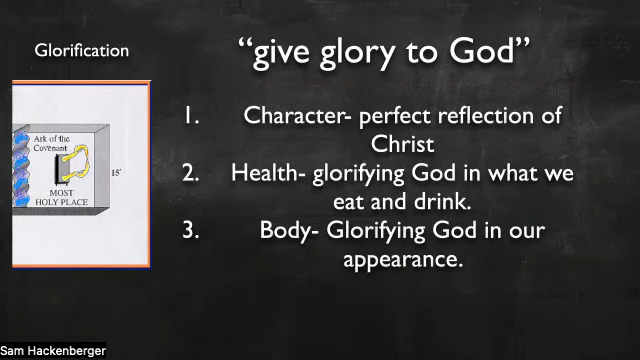 Glorification
“give glory to God”
1. Character- perfect reflection of
Christ
2. Health- glorifying God in what we
eat and drink.
3. Body- Glorifying God in our
appearance.
Ark of the
Covenant
15'
MOST
HOLY PLACE
Sam Hackenberger